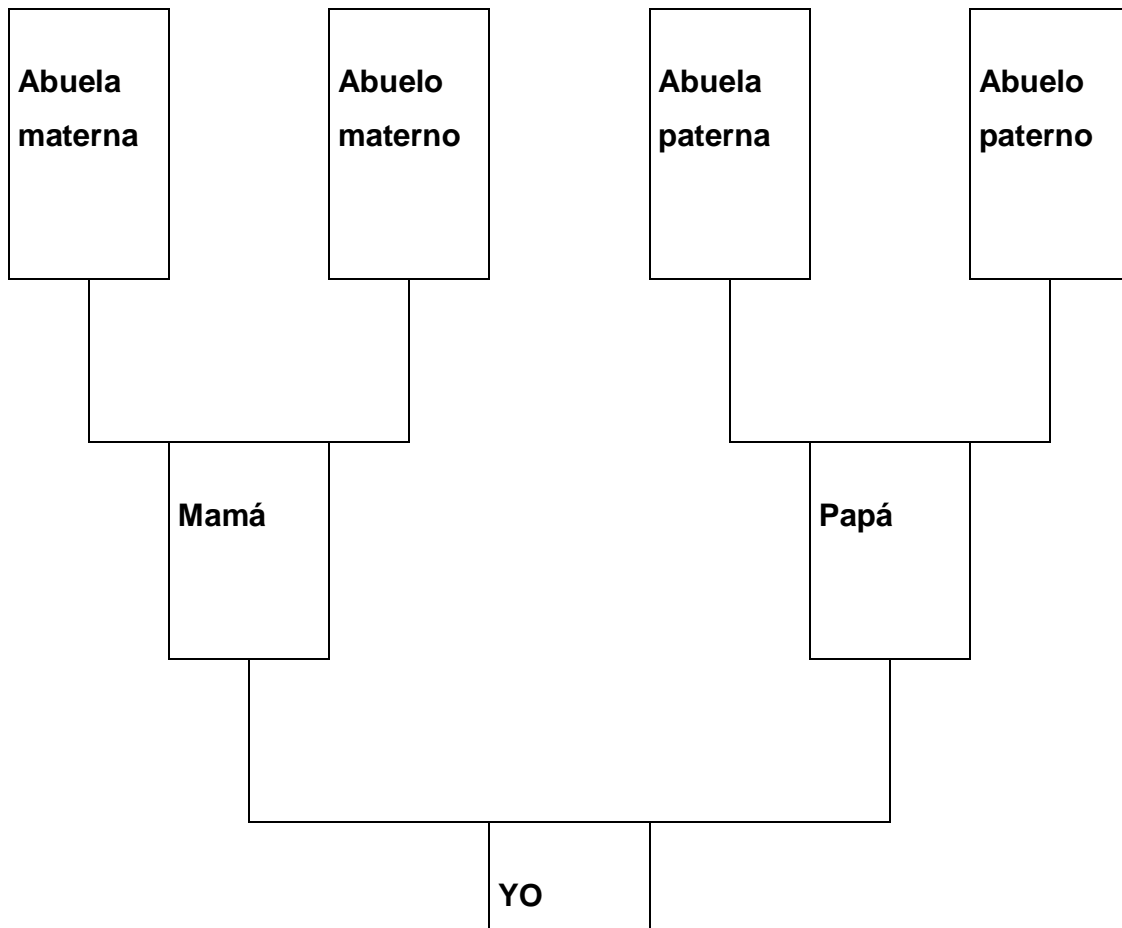 Abuela
materna
Abuelo
materno
Abuela
paterna
Abuelo
paterno
Mamá
Papá
YO